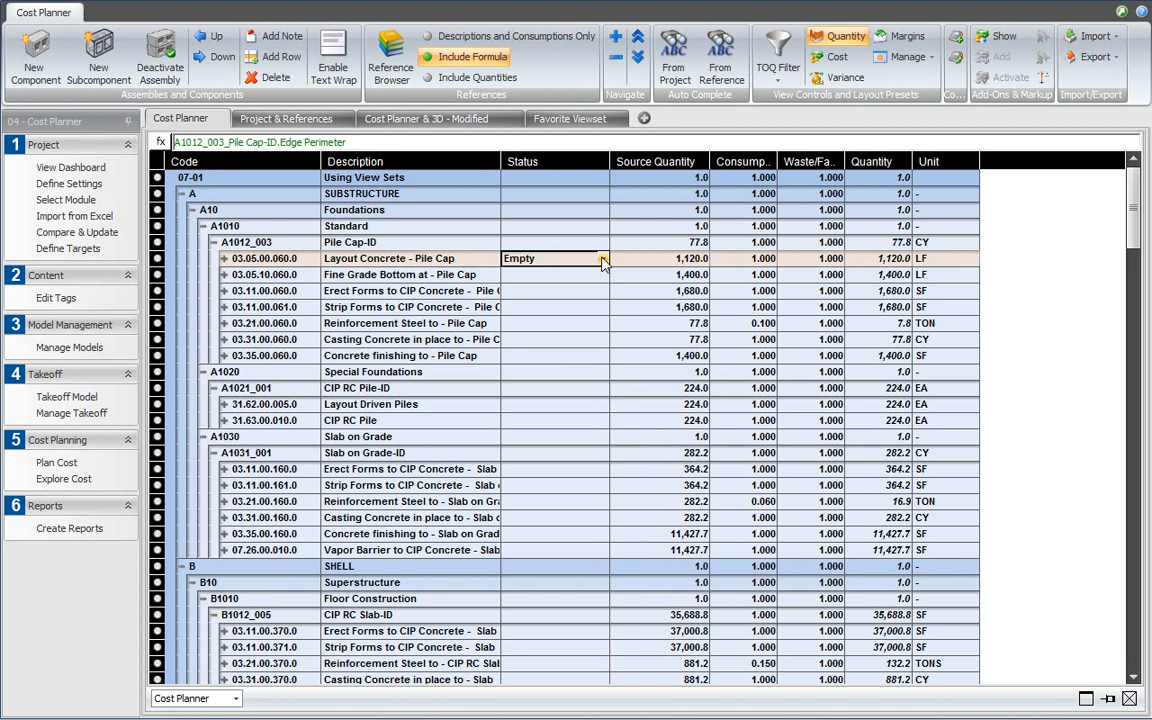 Cost Planner
New Component
New Subcomponent
Deactivate Assembly
Up
Down
Add Note
Add Row
Delete
Enable Text Wrap
Assemblies and Components
Reference Browser
Descriptions and Consumptions Only
Include Formula
Include Quantities
References
Navigate
From Project
From Reference
Auto Complete
TOQ Filter
Quantity
Cost
Variance
Margins
Manage
View Controls and Layout Presets
Co...
Show
Add
Activate
Add-Ons & Markup
Import
Export
Import/Export
04 - Cost Planner
Cost Planner
Project & References
Cost Planner & 3D - Modified
Favorite Viewset
1 Project
View Dashboard
Define Settings
Select Module
Import from Excel
Compare & Update
Define Targets
2 Content
Edit Tags
3 Model Management
Manage Models
4 Takeoff
Takeoff Model
Manage Takeoff
5 Cost Planning
Plan Cost
Explore Cost
6 Reports
Create Reports
fx A1012_003_Pile Cap-ID.Edge Perimeter
Code Description Status Source Quantity Consump.. Waste/Fa.. Quantity Unit
07-01 Using View Sets 1.0 1.000 1.000 1.0
A SUBSTRUCTURE 1.0 1.000 1.000 1.0 -
A10 Foundations 1.0 1.000 1.000 1.0 -
A1010 Standard 1.0 1.000 1.000 1.0 -
A1012_003 Pile Cap-ID 77.8 1.000 1.000 77.8 CY
03.05.00.060.0 Layout Concrete - Pile Cap Empty 1,120.0 1.000 1.000 1,120.0 LF
03.05.10.060.0 Fine Grade Bottom at - Pile Cap 1,400.0 1.000 1.000 1,400.0 LF
03.11.00.060.0 Erect Forms to CIP Concrete - Pile C 1,680.0 1.000 1.000 1,680.0 SF
03.11.00.061.0 Strip Forms to CIP Concrete - Pile C 1,680.0 1.000 1.000 1,680.0 SF
03.21.00.060.0 Reinforcement Steel to - Pile Cap 77.8 0.100 1.000 7.8 TON
03.31.00.060.0 Casting Concrete in place to - Pile C 77.8 1.000 1.000 77.8 CY
03.35.00.060.0 Concrete finishing to - Pile Cap 1,400.0 1.000 1.000 1,400.0 SF
A1020 Special Foundations 1.0 1.000 1.000 1.0 -
A1021_001 CIP RC Pile-ID 224.0 1.000 1.000 224.0 EA
31.62.00.005.0 Layout Driven Piles 224.0 1.000 1.000 224.0 EA
31.63.00.010.0 CIP RC Pile 224.0 1.000 1.000 224.0 EA
A1030 Slab on Grade 1.0 1.000 1.000 1.0 -
A1031_001 Slab on Grade-ID 282.2 1.000 1.000 282.2 CY
03.11.00.160.0 Erect Forms to CIP Concrete - Slab 364.2 1.000 1.000 364.2 SF
03.11.00.161.0 Strip Forms to CIP Concrete - Slab 364.2 1.000 1.000 364.2 SF
03.21.00.160.0 Reinforcement Steel to - Slab on Gra 282.2 0.060 1.000 16.9 TON
03.31.00.160.0 Casting Concrete in place to - Slab c 282.2 1.000 1.000 282.2 CY
03.35.00.160.0 Concrete finishing to - Slab on Grad 11,427.7 1.000 1.000 11,427.7 SF
07.26.00.010.0 Vapor Barrier to CIP Concrete - Slab 11,427.7 1.000 1.000 11,427.7 SF
B SHELL 1.0 1.000 1.000 1.0 -
B10 Superstructure 1.0 1.000 1.000 1.0 -
B1010 Floor Construction 1.0 1.000 1.000 1.0 -
B1012_005 CIP RC Slab-ID 35,688.8 1.000 1.000 35,688.8 SF
03.11.00.370.0 Erect Forms to CIP Concrete - Slab 37,000.8 1.000 1.000 37,000.8 SF
03.11.00.371.0 Strip Forms to CIP Concrete - Slab 37,000.8 1.000 1.000 37,000.8 SF
03.21.00.370.0 Reinforcement Steel to - CIP RC Slab 881.2 0.150 1.000 132.2 TONS
03.31.00.370.0 Casting Concrete in place to - Slab 881.2 1.000 1.000 881.2 CY
Cost Planner